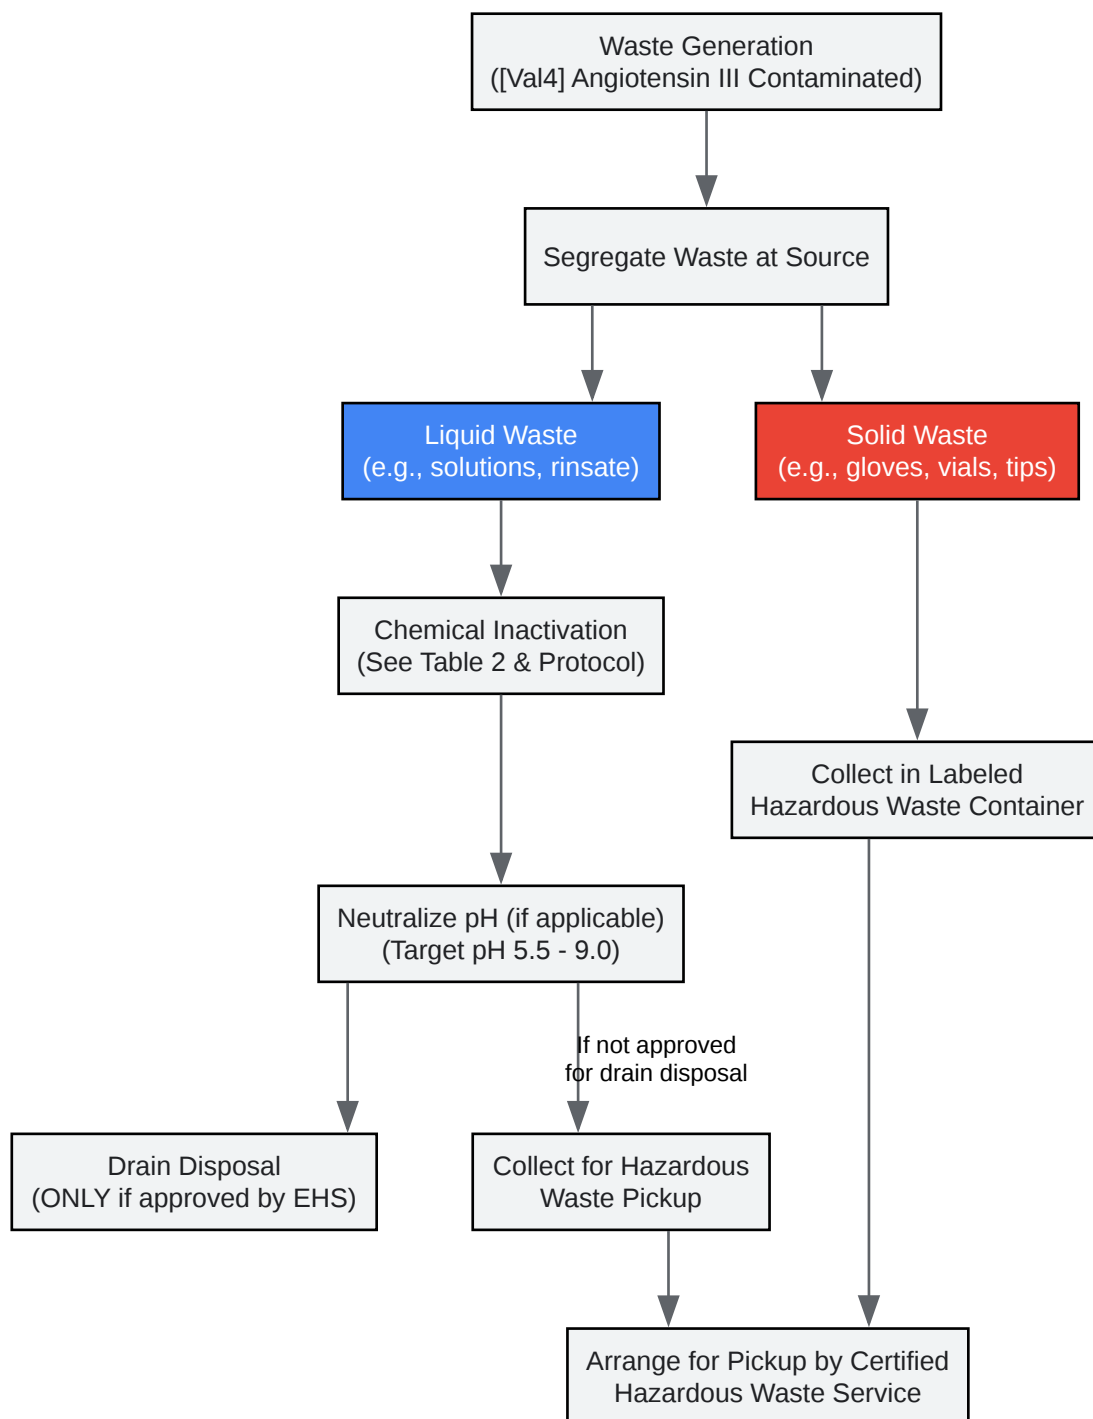 Waste Generation
([Val4] Angiotensin III Contaminated)
Segregate Waste at Source
Liquid Waste
(e.g., solutions, rinsate)
Solid Waste
(e.g., gloves, vials, tips)
Chemical Inactivation
(See Table 2 & Protocol)
Collect in Labeled
Hazardous Waste Container
Neutralize pH (if applicable)
(Target pH 5.5 - 9.0)
If not approved
for drain disposal
Drain Disposal
(ONLY if approved by EHS)
Collect for Hazardous
Waste Pickup
Arrange for Pickup by Certified
Hazardous Waste Service